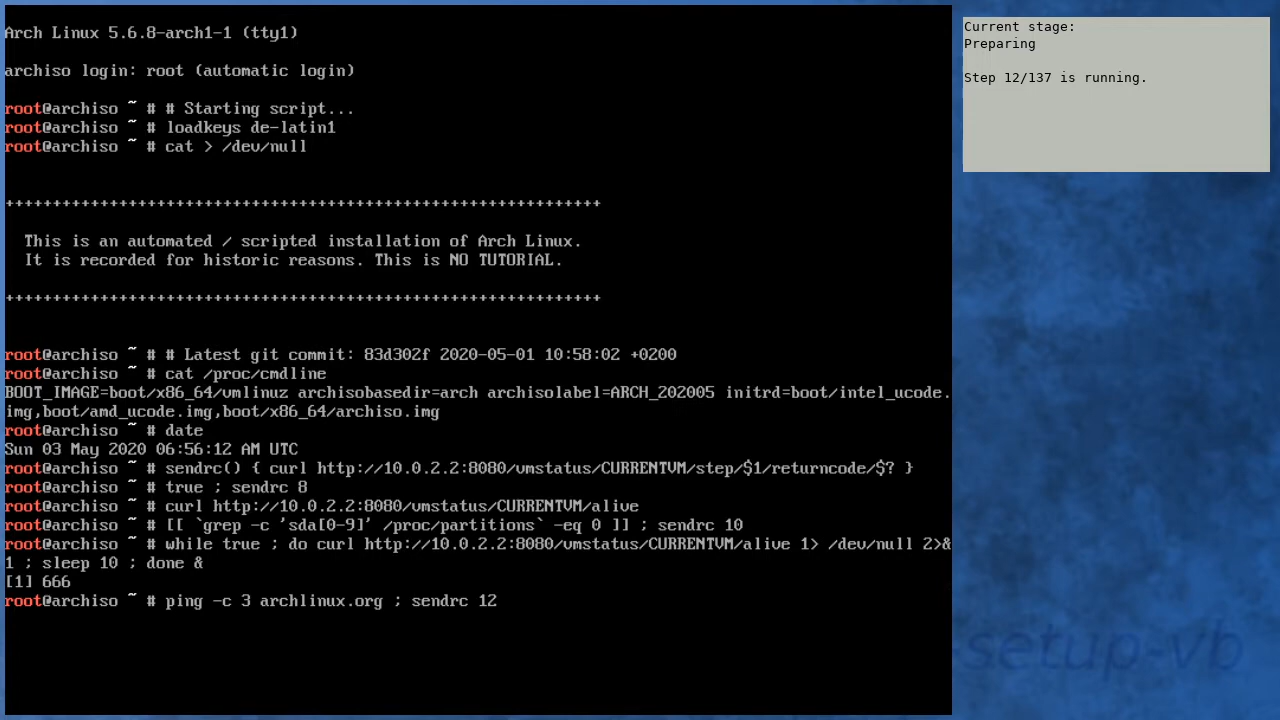 Arch Linux 5.6.8-arch1-1 (tty1)
archiso login: root (automatic login)
root@archiso ~ # # Starting script...
root@archiso ~ # loadkeys de-latin1
root@archiso ~ # cat > /dev/null
+++++++++++++++++++++++++++++++++++++++++++++++++++++++++++++++
This is an automated / scripted installation of Arch Linux.
It is recorded for historic reasons. This is NO TUTORIAL.
+++++++++++++++++++++++++++++++++++++++++++++++++++++++++++++++
root@archiso ~ # # Latest git commit: 83d302f 2020-05-01 10:58:02 +0200
root@archiso ~ # cat /proc/cmdline
BOOT_IMAGE=boot/x86_64/vmlinuz archisobasedir=arch archisolabel=ARCH_202005 initrd=boot/intel_ucode.
img,boot/amd_ucode.img,boot/x86_64/archiso.img
root@archiso ~ # date
Sun 03 May 2020 06:56:12 AM UTC
root@archiso ~ # sendrc() { curl http://10.0.2.2:8080/vmstatus/CURRENTVM/step/$1/returncode/$? }
root@archiso ~ # true ; sendrc 8
root@archiso ~ # curl http://10.0.2.2:8080/vmstatus/CURRENTVM/alive
root@archiso ~ # [[ `grep -c 'sda[0-9]' /proc/partitions` -eq 0 ]] ; sendrc 10
root@archiso ~ # while true ; do curl http://10.0.2.2:8080/vmstatus/CURRENTVM/alive 1> /dev/null 2>&
1 ; sleep 10 ; done &
[1] 666
root@archiso ~ # ping -c 3 archlinux.org ; sendrc 12
Current stage:
Preparing
Step 12/137 is running.
-setup-vb